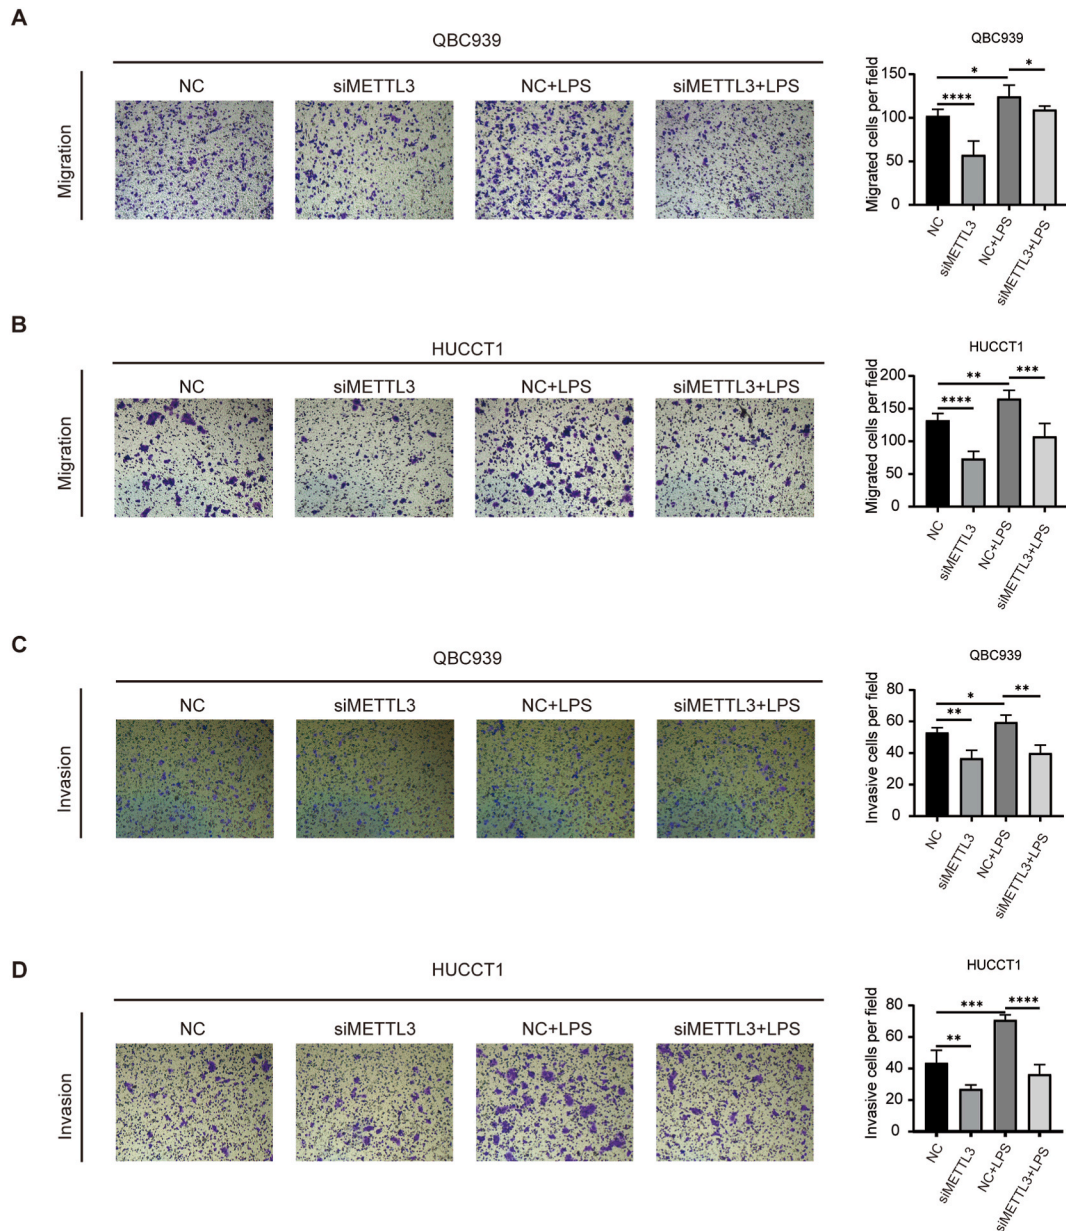 A
QBC939
NC siMETTL3 NC+LPS siMETTL3+LPS
Migration
QBC939
Migrated cells per field
150
100
50
0
* *
****
NC siMETTL3 NC+LPS siMETTL3+LPS
B
HUCCT1
NC siMETTL3 NC+LPS siMETTL3+LPS
Migration
HUCCT1
Migrated cells per field
200
150
100
50
0
** ***
****
NC siMETTL3 NC+LPS siMETTL3+LPS
C
QBC939
NC siMETTL3 NC+LPS siMETTL3+LPS
Invasion
QBC939
Invasive cells per field
80
60
40
20
0
* **
**
NC siMETTL3 NC+LPS siMETTL3+LPS
D
HUCCT1
NC siMETTL3 NC+LPS siMETTL3+LPS
Invasion
HUCCT1
Invasive cells per field
80
60
40
20
0
*** ****
**
NC siMETTL3 NC+LPS siMETTL3+LPS